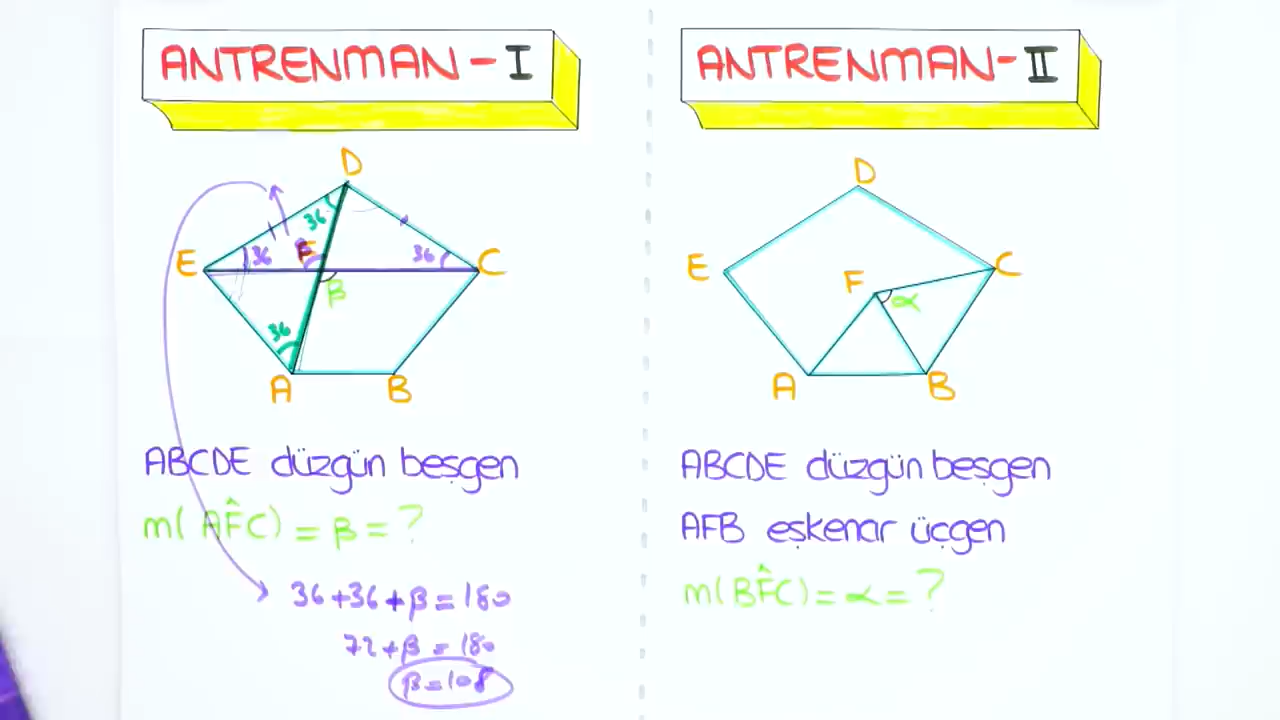 ANTRENMAN - I
D
36
E
36
F
β
36
C
β
36
A
B
ABCDE düzgün beşgen
m(AF̂C) = β = ?
36 + 36 + β = 180
72 + β = 180
β = 108
ANTRENMAN - II
D
E
C
F
α
A
B
ABCDE düzgün beşgen
AFB eşkenar üçgen
m(BF̂C) = α = ?